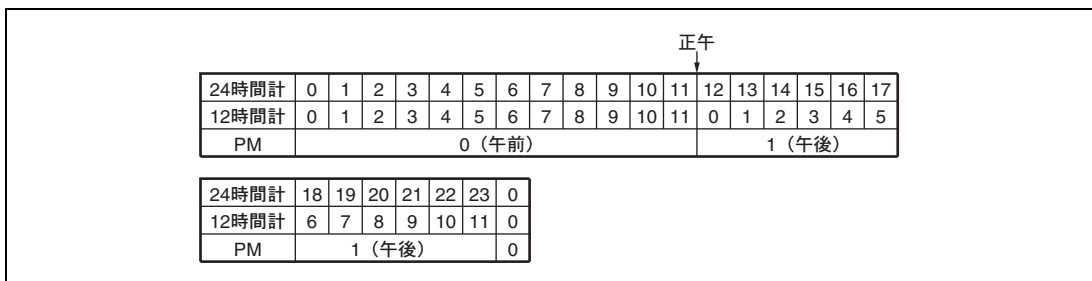 正午
24時間計 0 1 2 3 4 5 6 7 8 9 10 11 12 13 14 15 16 17
12時間計 0 1 2 3 4 5 6 7 8 9 10 11 0 1 2 3 4 5
PM 0（午前） 1（午後）
24時間計 18 19 20 21 22 23 0
12時間計 6 7 8 9 10 11 0
PM 1（午後） 0